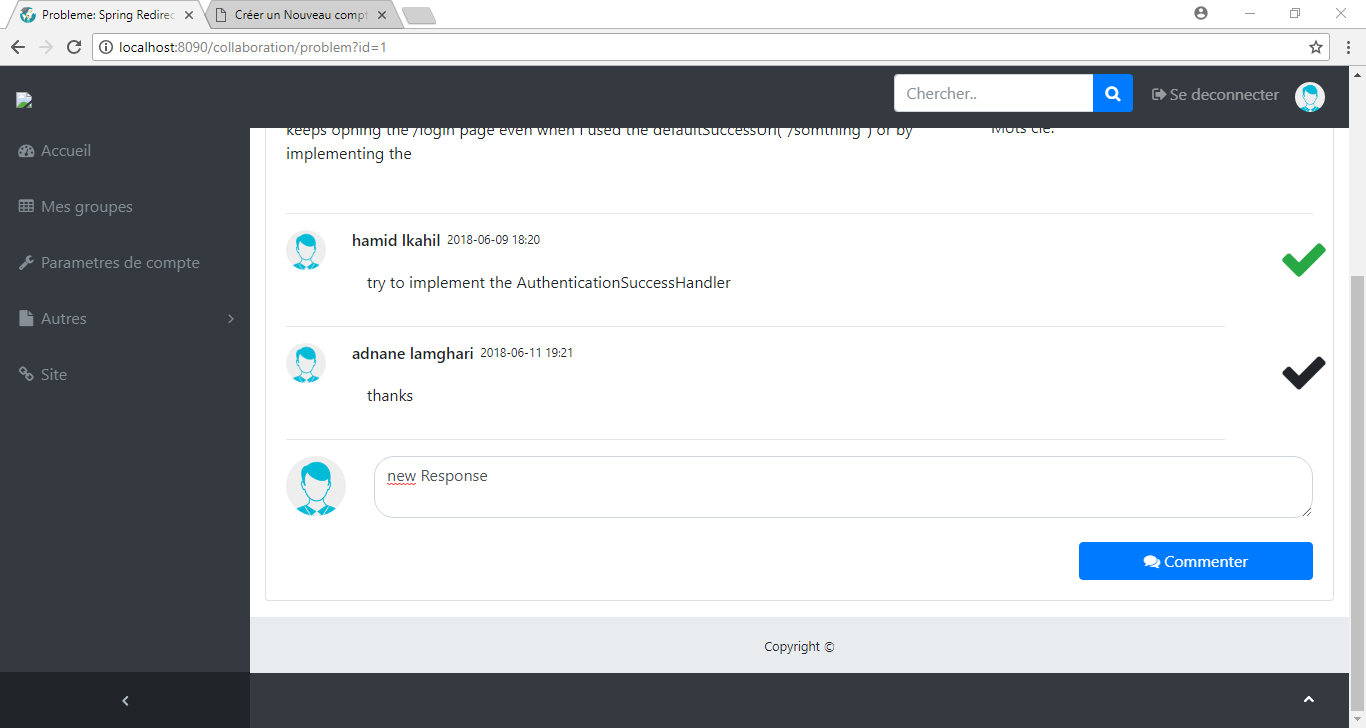 Probleme: Spring Redirec
Créer un Nouveau compt
localhost:8090/collaboration/problem?id=1
Chercher..
Se deconnecter
Accueil
Mes groupes
Parametres de compte
Autres
Site
keeps opning the /login page even when I used the defaultSuccessUrl("/somthing") or by
implementing the
Mots clé:
hamid lkahil 2018-06-09 18:20
try to implement the AuthenticationSuccessHandler
adnane lamghari 2018-06-11 19:21
thanks
new Response
Commenter
Copyright ©